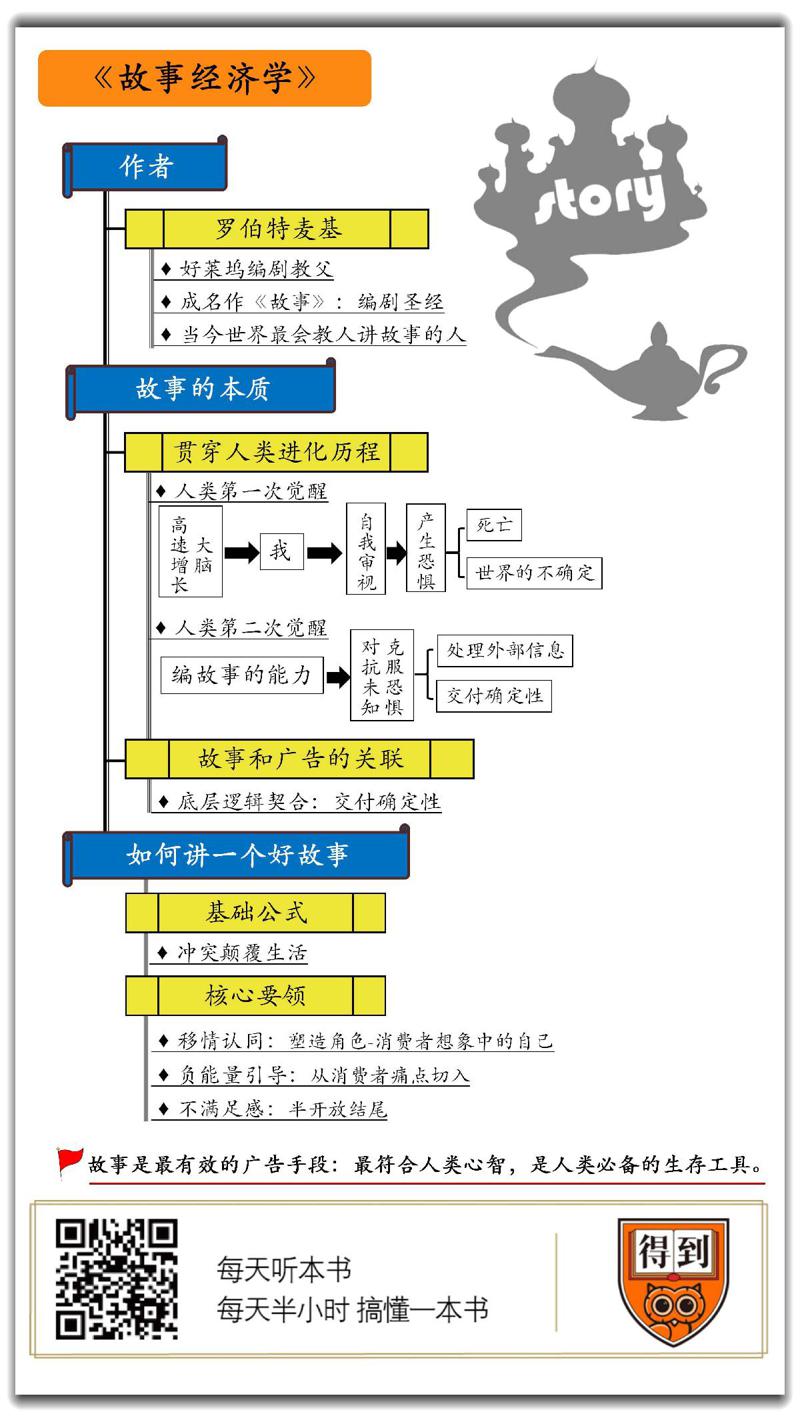 《故事经济学》
story
作者
罗伯特麦基
♦ 好莱坞编剧教父
♦ 成名作《故事》：编剧圣经
♦ 当今世界最会教人讲故事的人
故事的本质
贯穿人类进化历程
♦ 人类第一次觉醒
大脑
高速增长
我
自我审视
产生恐惧
死亡
世界的不确定
♦ 人类第二次觉醒
编故事的能力
克服恐惧
对抗未知
处理外部信息
交付确定性
故事和广告的关联
♦ 底层逻辑契合：交付确定性
如何讲一个好故事
基础公式
♦ 冲突颠覆生活
核心要领
♦ 移情认同：塑造角色-消费者想象中的自己
♦ 负能量引导：从消费者痛点切入
♦ 不满足感：半开放结尾
故事是最有效的广告手段：最符合人类心智，是人类必备的生存工具。
每天听本书
每天半小时 搞懂一本书
得到